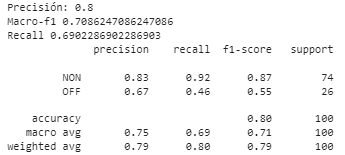 Precisión: 0.8
Macro-f1 0.7086247086247086
Recall 0.6902286902286903
precision recall f1-score support
NON 0.83 0.92 0.87 74
OFF 0.67 0.46 0.55 26
accuracy 0.80 100
macro avg 0.75 0.69 0.71 100
weighted avg 0.79 0.80 0.79 100